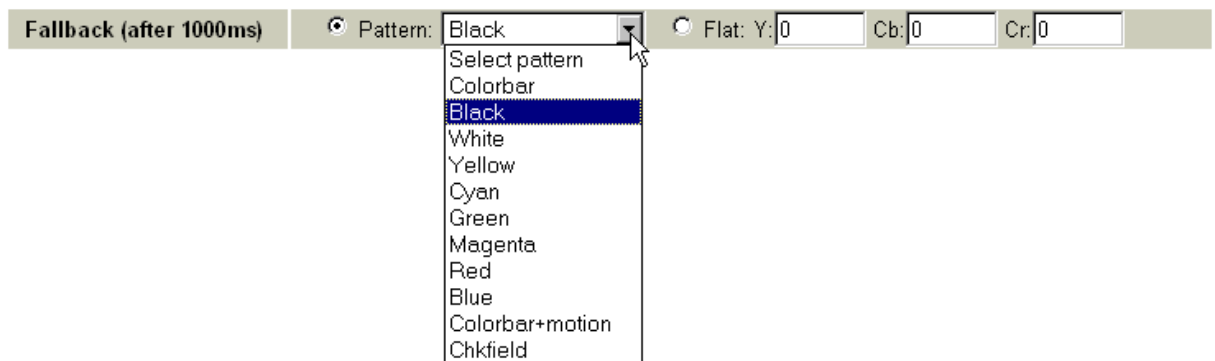 Fallback (after 1000ms) Pattern: Black Flat: Y: 0 Cb: 0 Cr: 0
Select pattern
Colorbar
Black
White
Yellow
Cyan
Green
Magenta
Red
Blue
Colorbar+motion
Chkfield